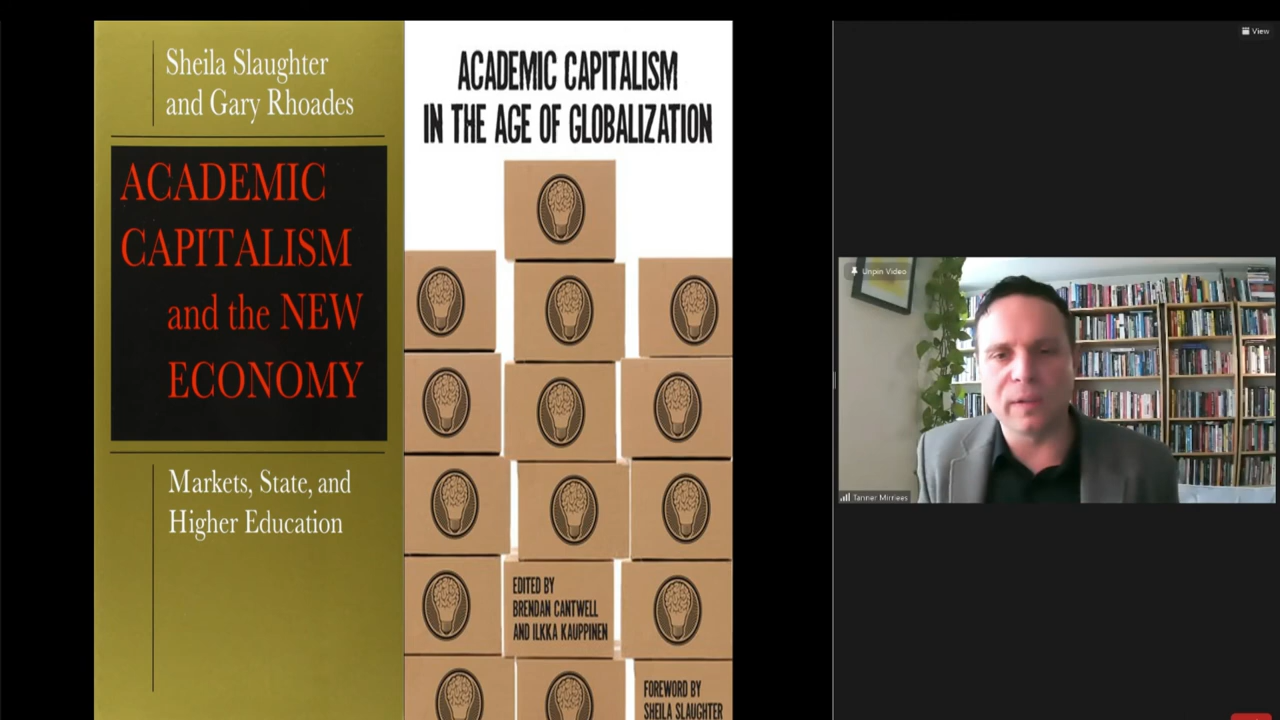 Sheila Slaughter
and Gary Rhoades
ACADEMIC
CAPITALISM
and the NEW
ECONOMY
Markets, State, and
Higher Education
ACADEMIC CAPITALISM
IN THE AGE OF GLOBALIZATION
EDITED BY
BRENDAN CANTWELL
AND ILKKA KAUPPINEN
FOREWORD BY
SHEILA SLAUGHTER
View
Unpin Video
Tanner Mirrlees